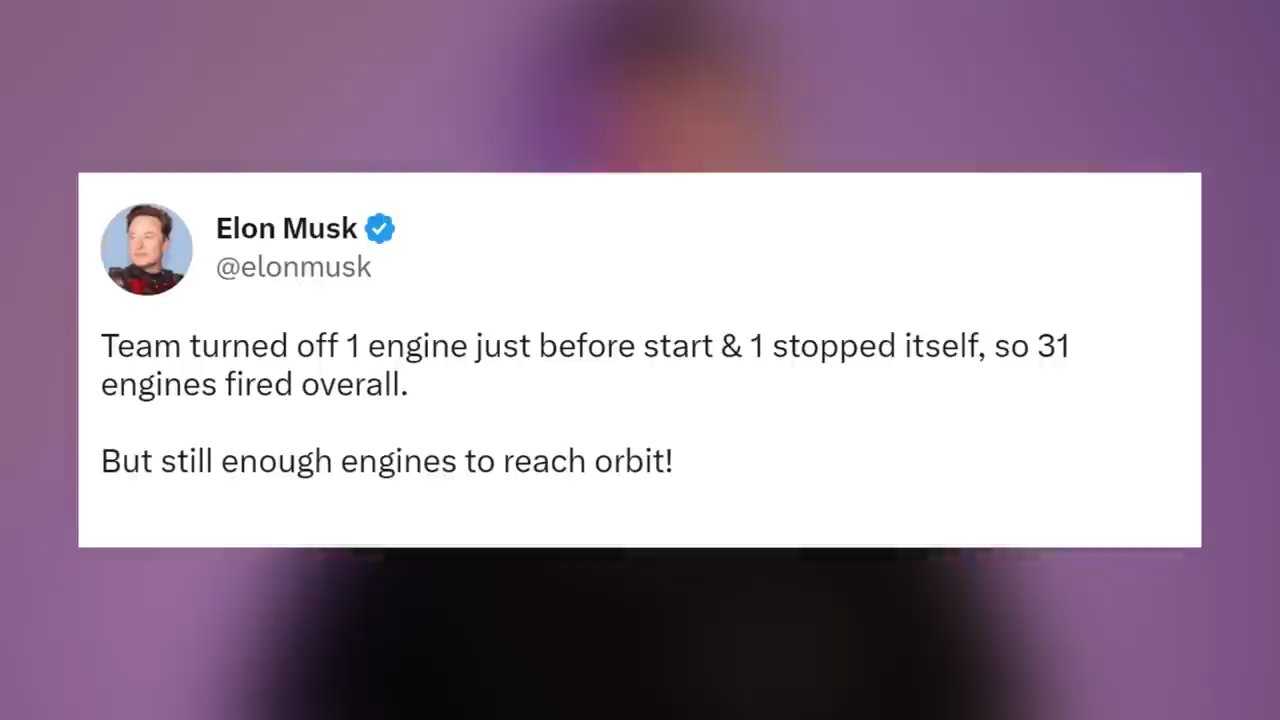 Elon Musk
@elonmusk
Team turned off 1 engine just before start & 1 stopped itself, so 31
engines fired overall.
But still enough engines to reach orbit!